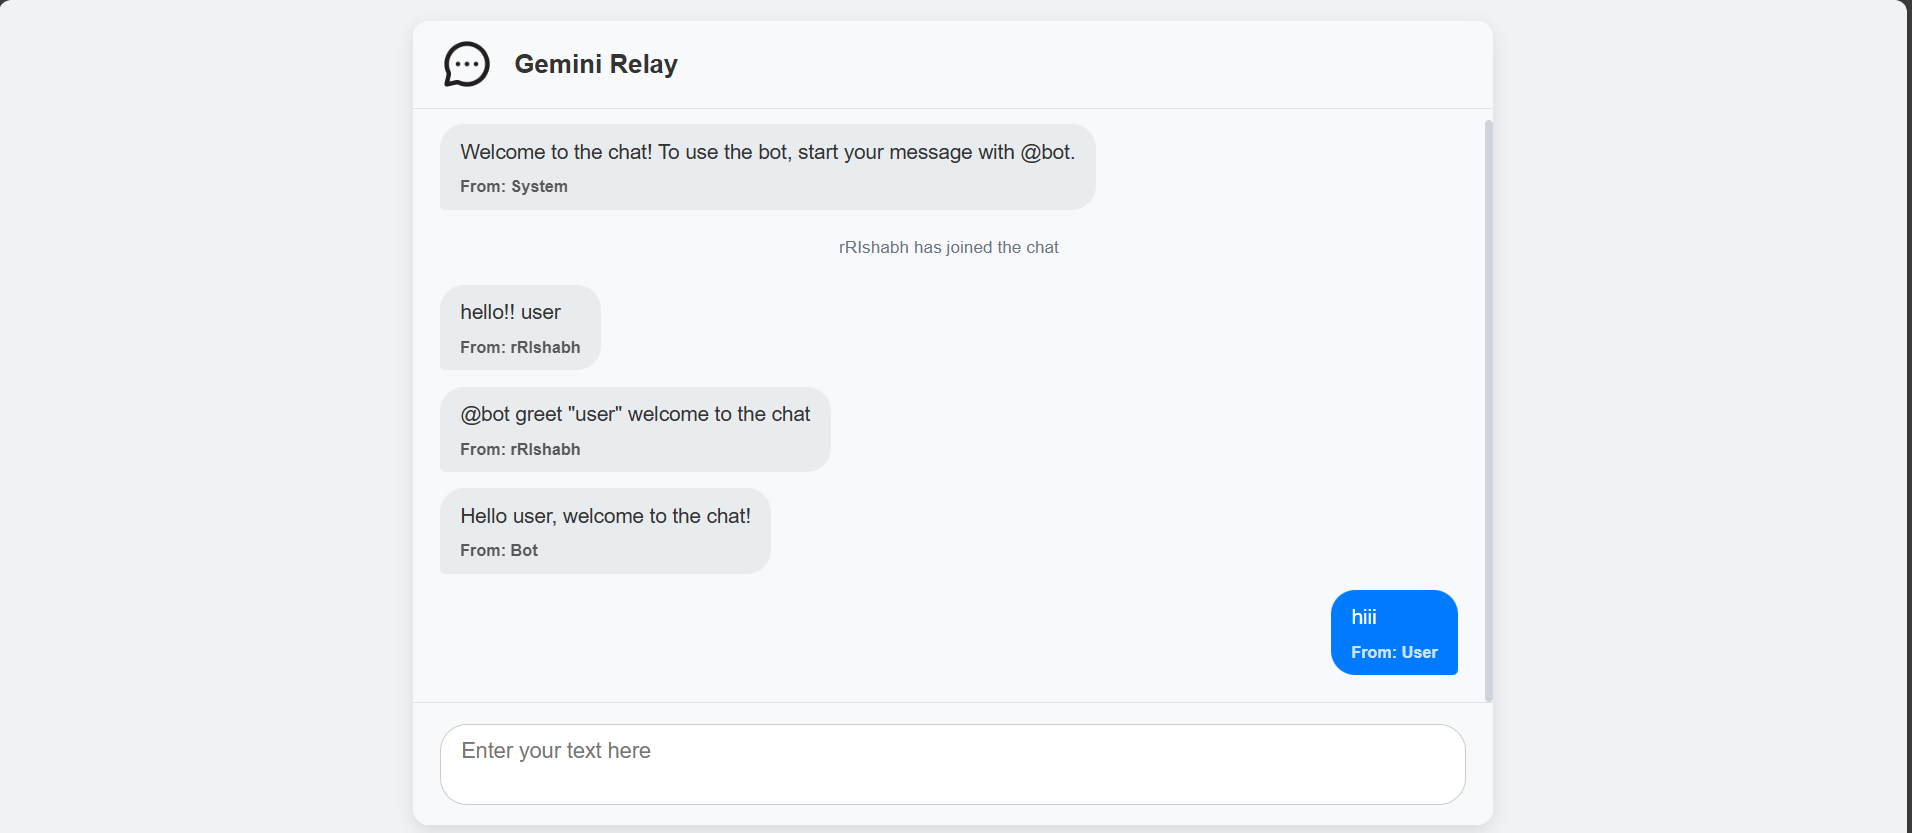 Gemini Relay
Welcome to the chat! To use the bot, start your message with @bot.
From: System
rRIshabh has joined the chat
hello!! user
From: rRIshabh
@bot greet "user" welcome to the chat
From: rRIshabh
Hello user, welcome to the chat!
From: Bot
hiii
From: User
Enter your text here